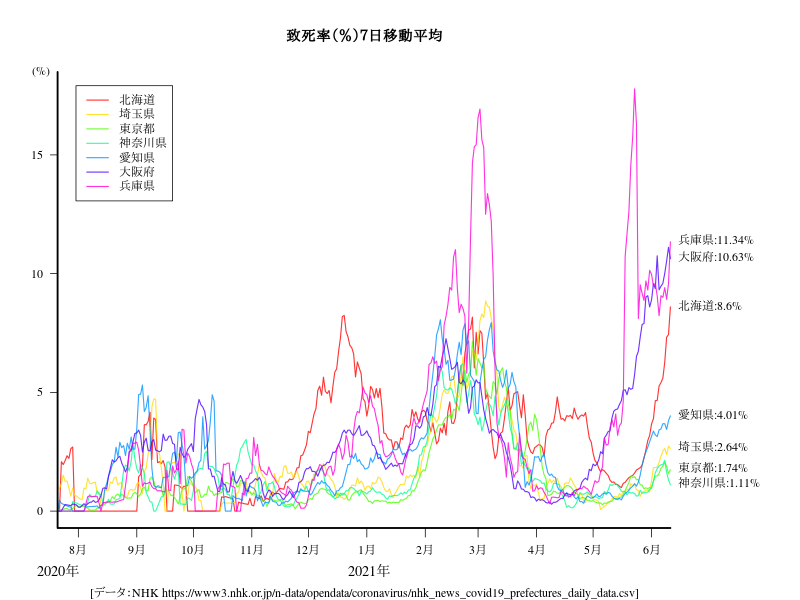 致死率(%)7日移動平均
(%)
北海道
埼玉県
東京都
神奈川県
愛知県
大阪府
兵庫県
15
10
5
0
兵庫県:11.34%
大阪府:10.63%
北海道:8.6%
愛知県:4.01%
埼玉県:2.64%
東京都:1.74%
神奈川県:1.11%
8月 9月 10月 11月 12月 1月 2月 3月 4月 5月 6月
2020年 2021年
[データ:NHK https://www3.nhk.or.jp/n-data/opendata/coronavirus/nhk_news_covid19_prefectures_daily_data.csv]